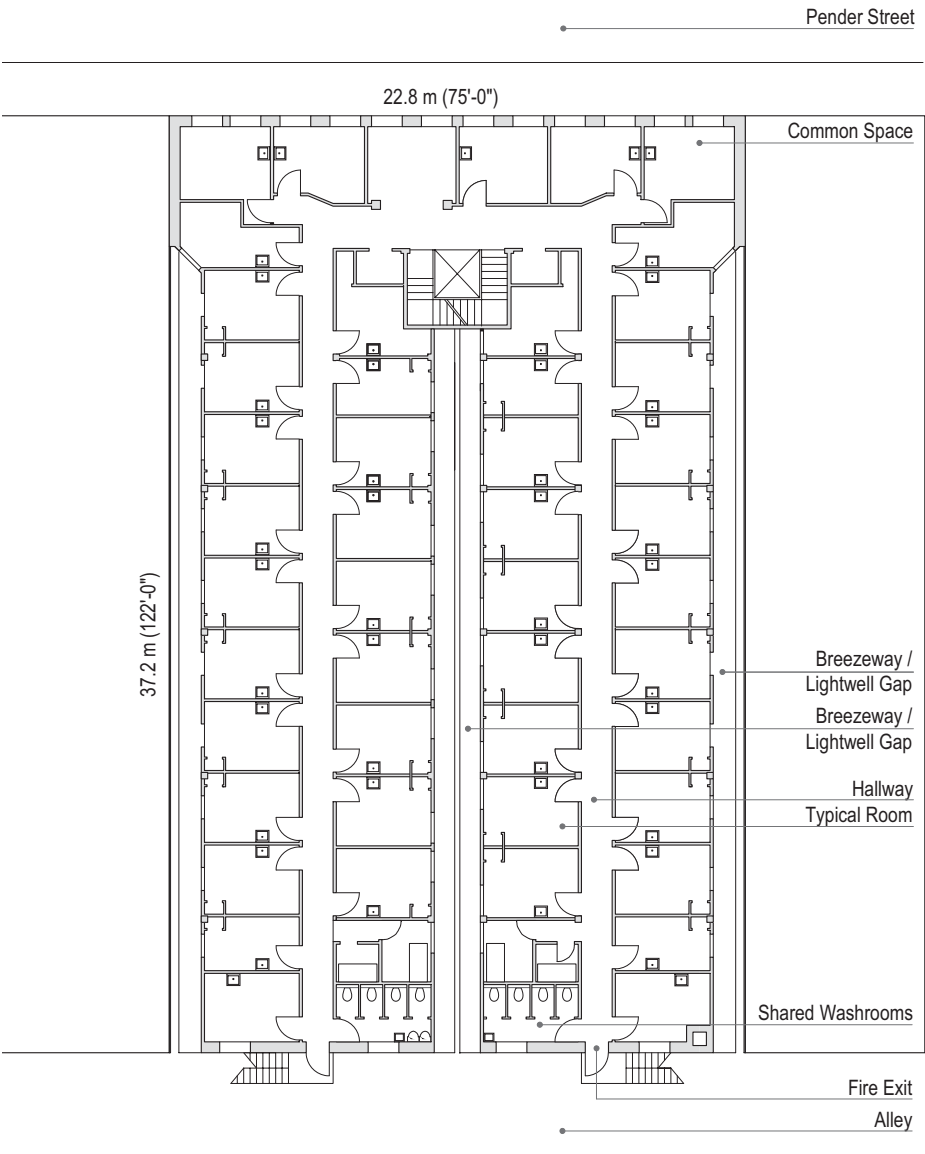 Pender Street
22.8 m (75'-0")
Common Space
37.2 m (122'-0")
Breezeway /
Lightwell Gap
Breezeway /
Lightwell Gap
Hallway
Typical Room
Shared Washrooms
Fire Exit
Alley